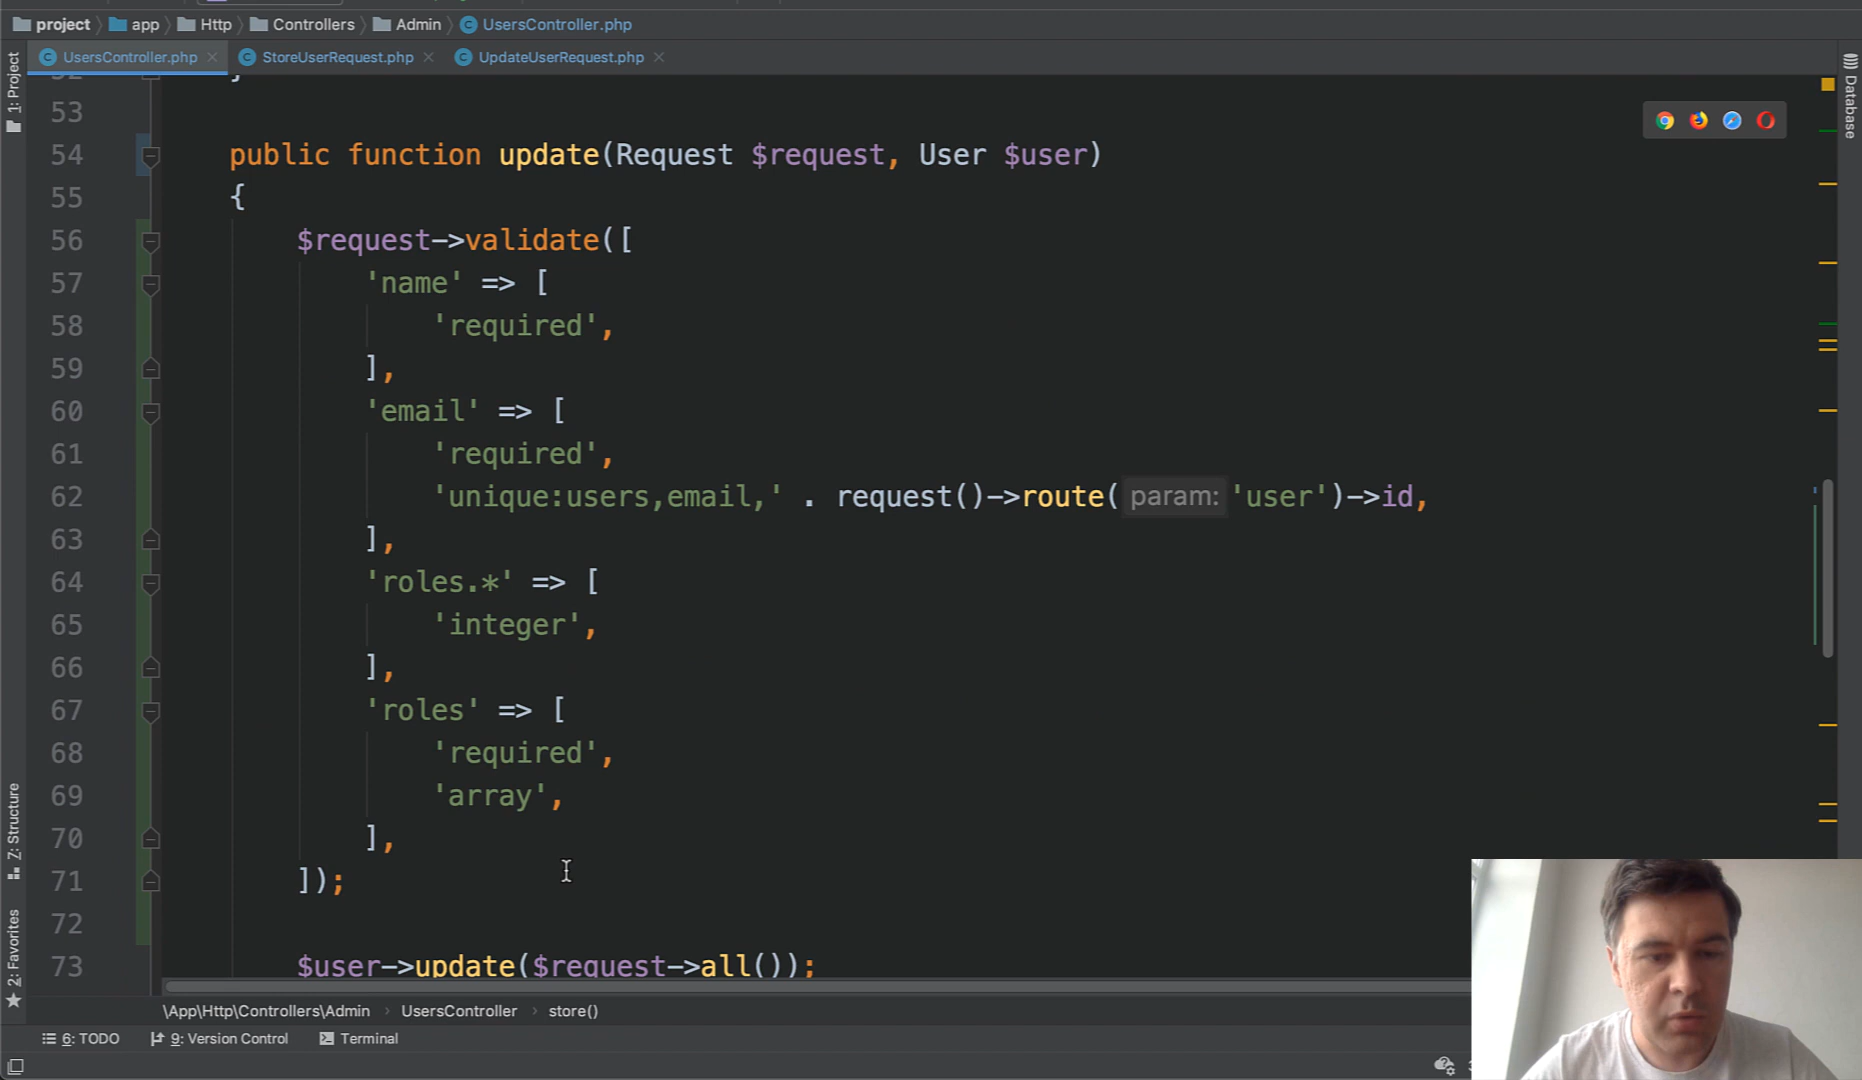 project app Http Controllers Admin UsersController.php
UsersController.php StoreUserRequest.php UpdateUserRequest.php
1: Project
Database
52 }
53
54 public function update(Request $request, User $user)
55 {
56 $request->validate([
57 'name' => [
58 'required',
59 ],
60 'email' => [
61 'required',
62 'unique:users,email,' . request()->route( param: 'user')->id,
63 ],
64 'roles.*' => [
65 'integer',
66 ],
67 'roles' => [
68 'required',
69 'array',
70 ],
71 ]);
72
73 $user->update($request->all());
Z: Structure
2: Favorites
\App\Http\Controllers\Admin › UsersController › store()
6: TODO 9: Version Control Terminal